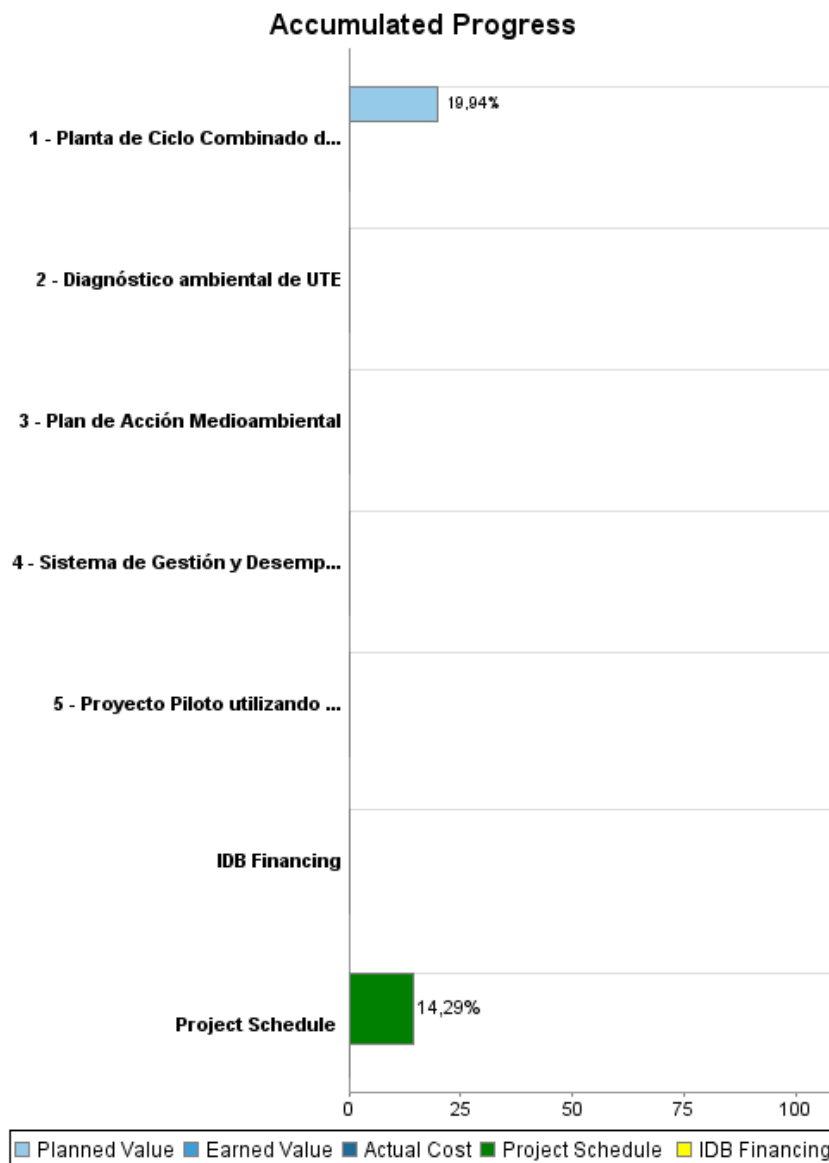 Accumulated Progress
19,94%
1 - Planta de Ciclo Combinado d...
2 - Diagnóstico ambiental de UTE
3 - Plan de Acción Medioambiental
4 - Sistema de Gestión y Desemp...
5 - Proyecto Piloto utilizando ...
IDB Financing
14,29%
Project Schedule
0 25 50 75 100
Planned Value Earned Value Actual Cost Project Schedule IDB Financing